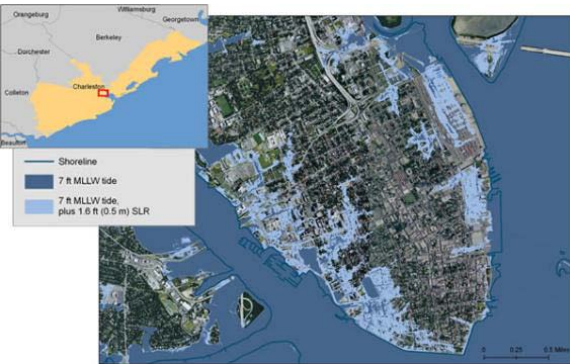 Orangeburg
Williamsburg
Georgetown
Berkeley
Dorchester
Colleton
Charleston
Beaufort
Shoreline
7 ft MLLW tide
7 ft MLLW tide,
plus 1.6 ft (0.5 m) SLR
0 0.25 0.5 Miles